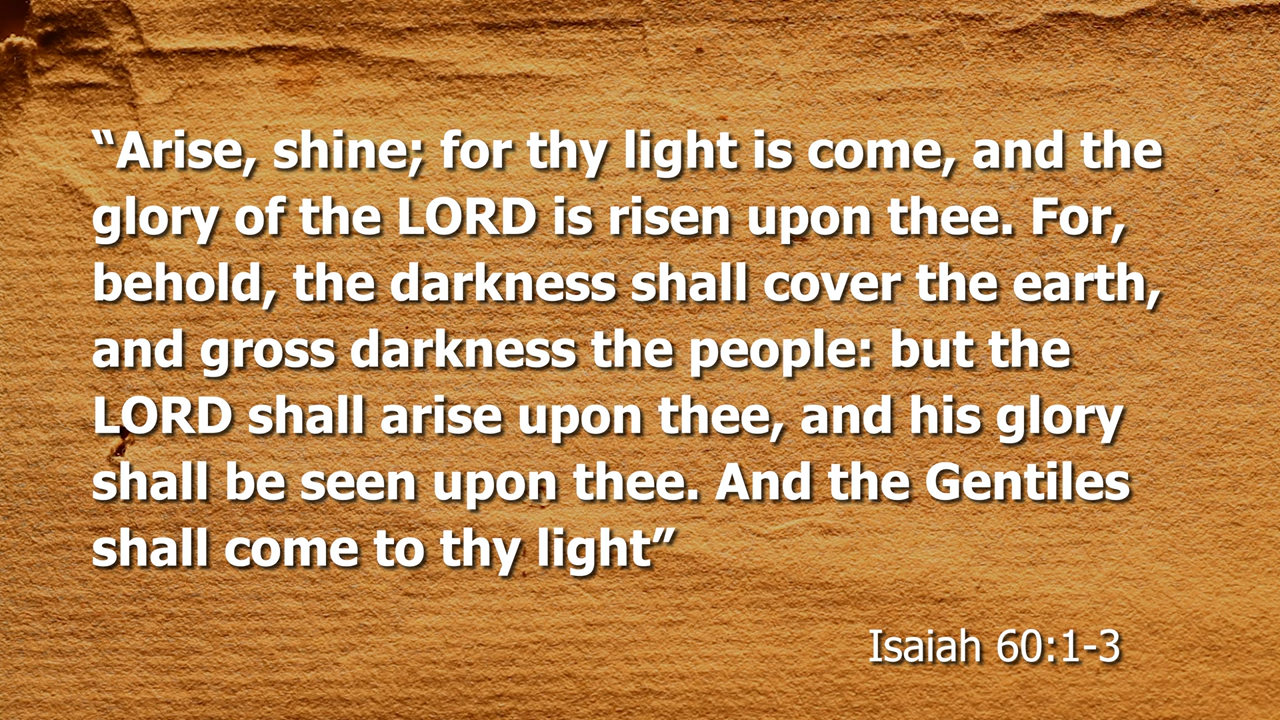 “Arise, shine; for thy light is come, and the
glory of the LORD is risen upon thee. For,
behold, the darkness shall cover the earth,
and gross darkness the people: but the
LORD shall arise upon thee, and his glory
shall be seen upon thee. And the Gentiles
shall come to thy light”
Isaiah 60:1-3